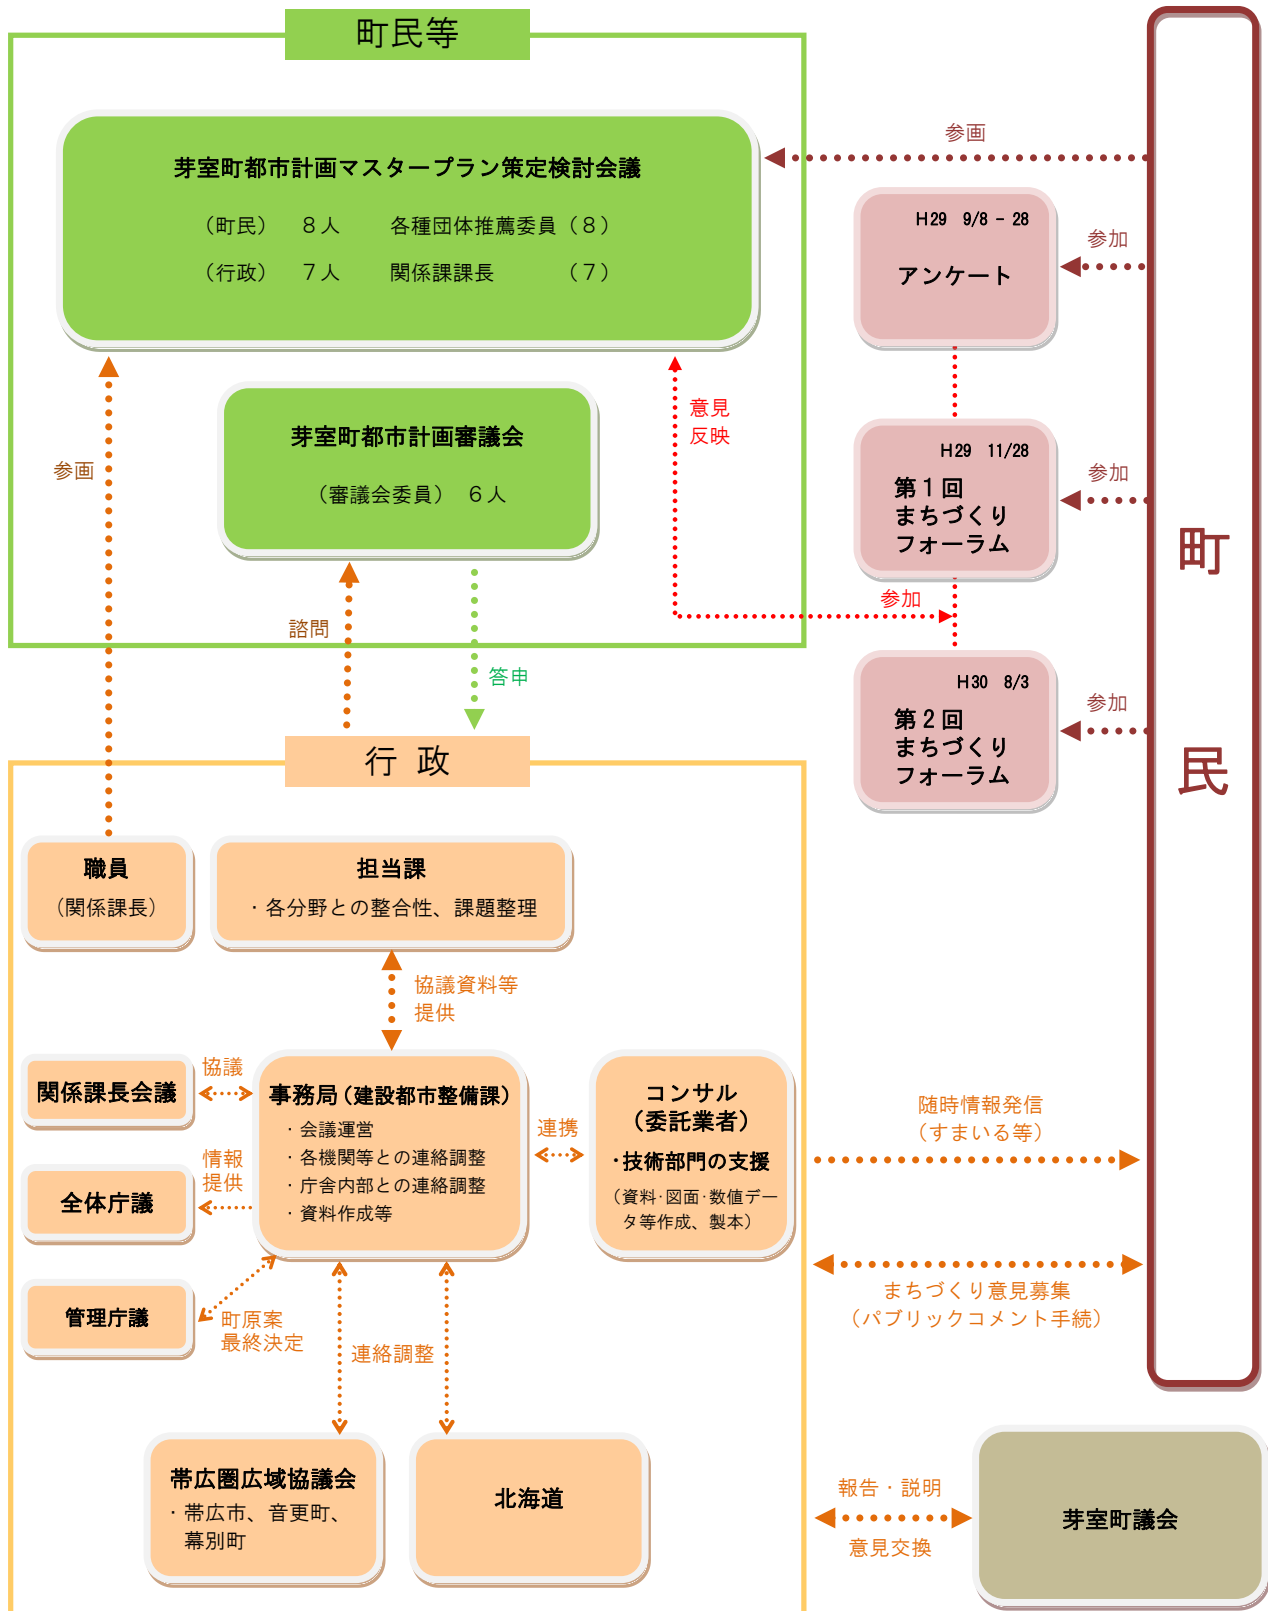 町民等
芽室町都市計画マスタープラン策定検討会議
（町民）　８人　　各種団体推薦委員（８）
（行政）　７人　　関係課課長　　　（７）
芽室町都市計画審議会
（審議会委員）　６人
参画
諮問
答申
意見
反映
参加
参画
H29　9/8 - 28
アンケート
参加
H29　11/28
第１回
まちづくり
フォーラム
参加
H30　8/3
第２回
まちづくり
フォーラム
参加
町
民
行 政
職員
（関係課長）
担当課
・各分野との整合性、課題整理
協議資料等
提供
関係課長会議
協議
全体庁議
情報
提供
管理庁議
町原案
最終決定
事務局（建設都市整備課）
・会議運営
・各機関等との連絡調整
・庁舎内部との連絡調整
・資料作成等
連携
コンサル
（委託業者）
・技術部門の支援
（資料・図面・数値デー
タ等作成、製本）
連絡調整
帯広圏広域協議会
・帯広市、音更町、
幕別町
北海道
随時情報発信
（すまいる等）
まちづくり意見募集
（パブリックコメント手続）
報告・説明
意見交換
芽室町議会